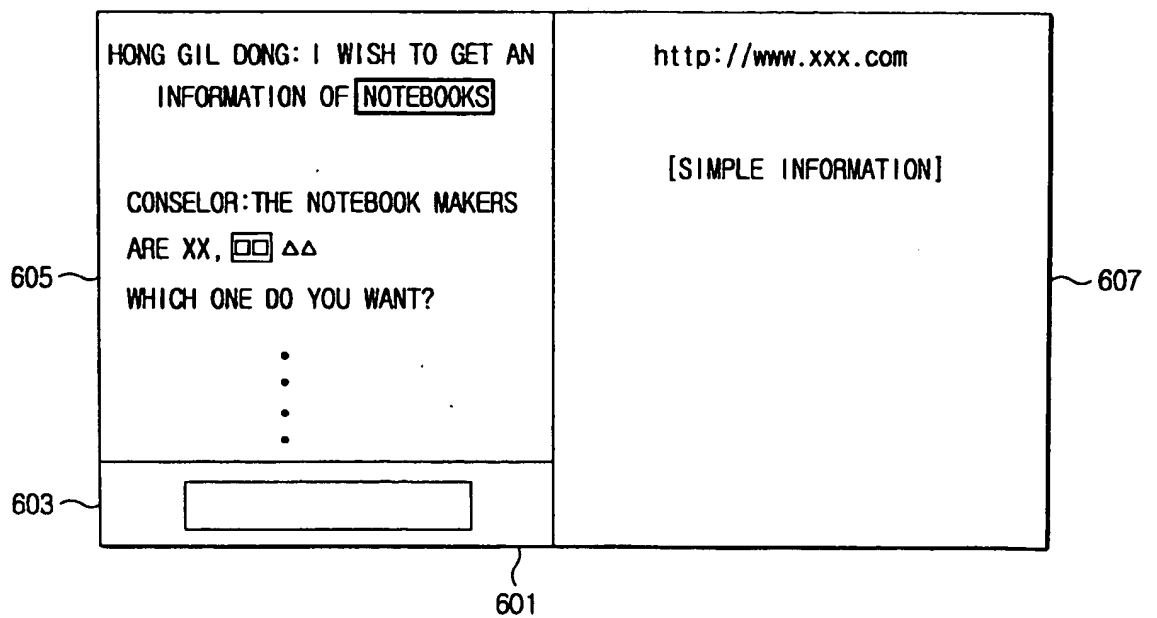 HONG GIL DONG: I WISH TO GET AN
INFORMATION OF NOTEBOOKS
CONSELOR:THE NOTEBOOK MAKERS
ARE XX, □□ △△
WHICH ONE DO YOU WANT?
http://www.xxx.com
[SIMPLE INFORMATION]
605
607
603
601